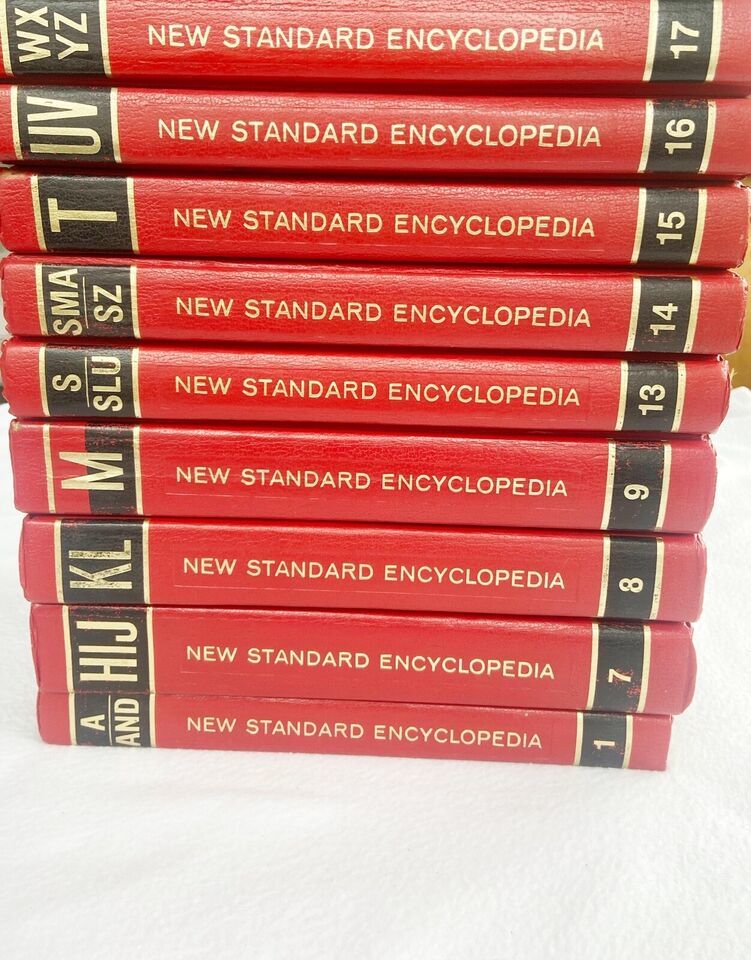 WX
YZ
NEW STANDARD ENCYCLOPEDIA
17
UV
NEW STANDARD ENCYCLOPEDIA
16
T
NEW STANDARD ENCYCLOPEDIA
15
SMA
SZ
NEW STANDARD ENCYCLOPEDIA
14
S
SLU
NEW STANDARD ENCYCLOPEDIA
13
M
NEW STANDARD ENCYCLOPEDIA
9
KL
NEW STANDARD ENCYCLOPEDIA
8
HIJ
NEW STANDARD ENCYCLOPEDIA
7
A
AND
NEW STANDARD ENCYCLOPEDIA
1